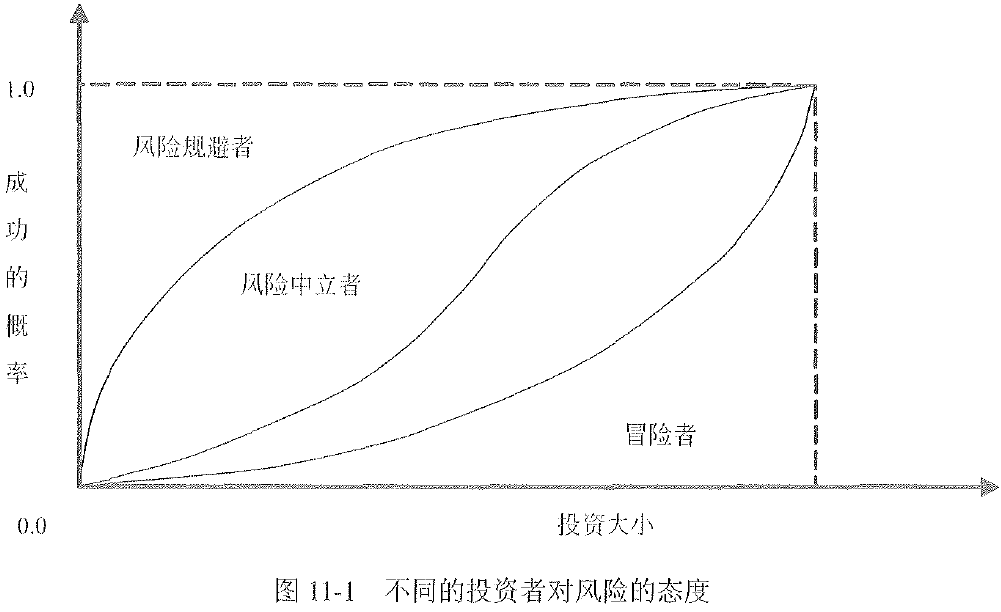 1.0
风险规避者
成功的概率
风险中立者
冒险者
0.0
投资大小
图 11-1 不同的投资者对风险的态度